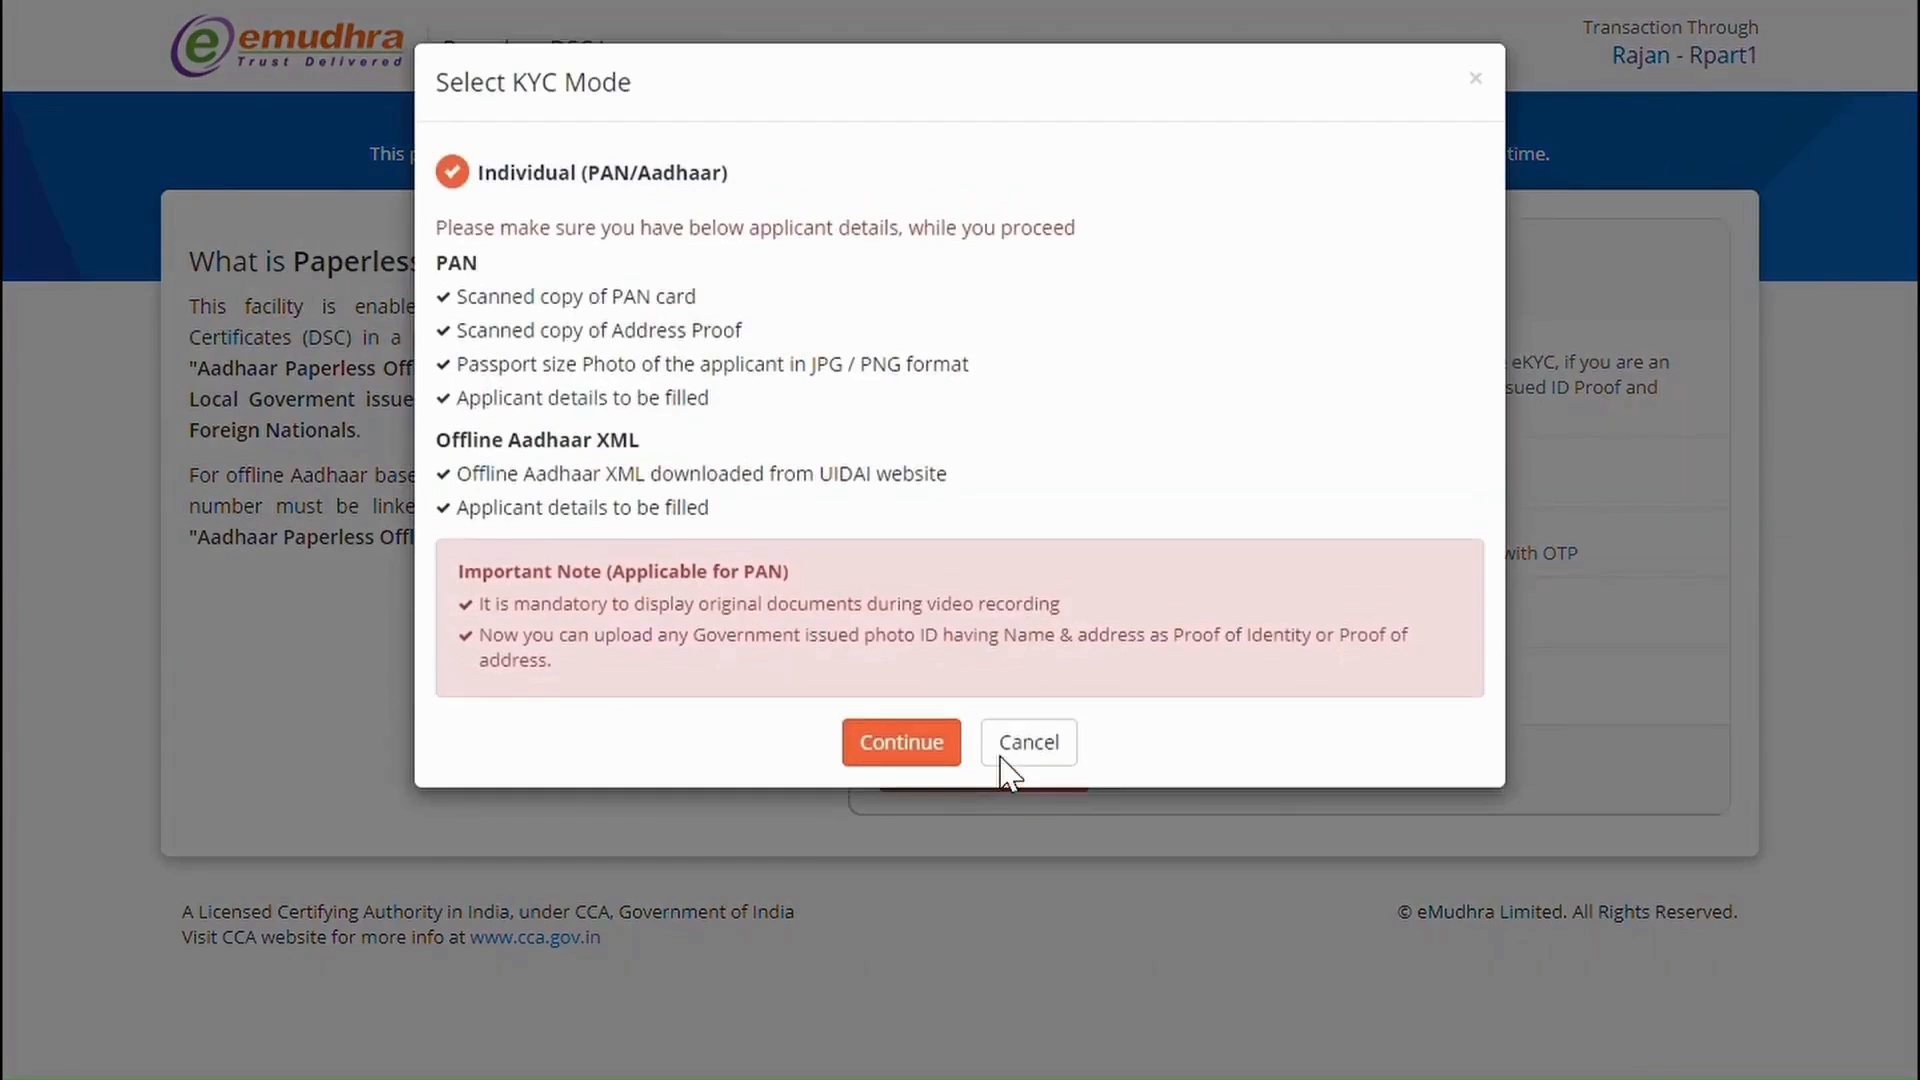 emudhra
Trust Delivered
Transaction Through
Rajan - Rpart1
Select KYC Mode
×
This
time.
Individual (PAN/Aadhaar)
Please make sure you have below applicant details, while you proceed
PAN
Scanned copy of PAN card
Scanned copy of Address Proof
Passport size Photo of the applicant in JPG / PNG format
Applicant details to be filled
Offline Aadhaar XML
Offline Aadhaar XML downloaded from UIDAI website
Applicant details to be filled
Important Note (Applicable for PAN)
It is mandatory to display original documents during video recording
Now you can upload any Government issued photo ID having Name & address as Proof of Identity or Proof of
address.
Continue
Cancel
What is Paperless
This facility is enable
Certificates (DSC) in a
"Aadhaar Paperless Off
Local Goverment issue
Foreign Nationals.
For offline Aadhaar base
number must be linke
"Aadhaar Paperless Offl
eKYC, if you are an
sued ID Proof and
with OTP
A Licensed Certifying Authority in India, under CCA, Government of India
Visit CCA website for more info at www.cca.gov.in
© eMudhra Limited. All Rights Reserved.